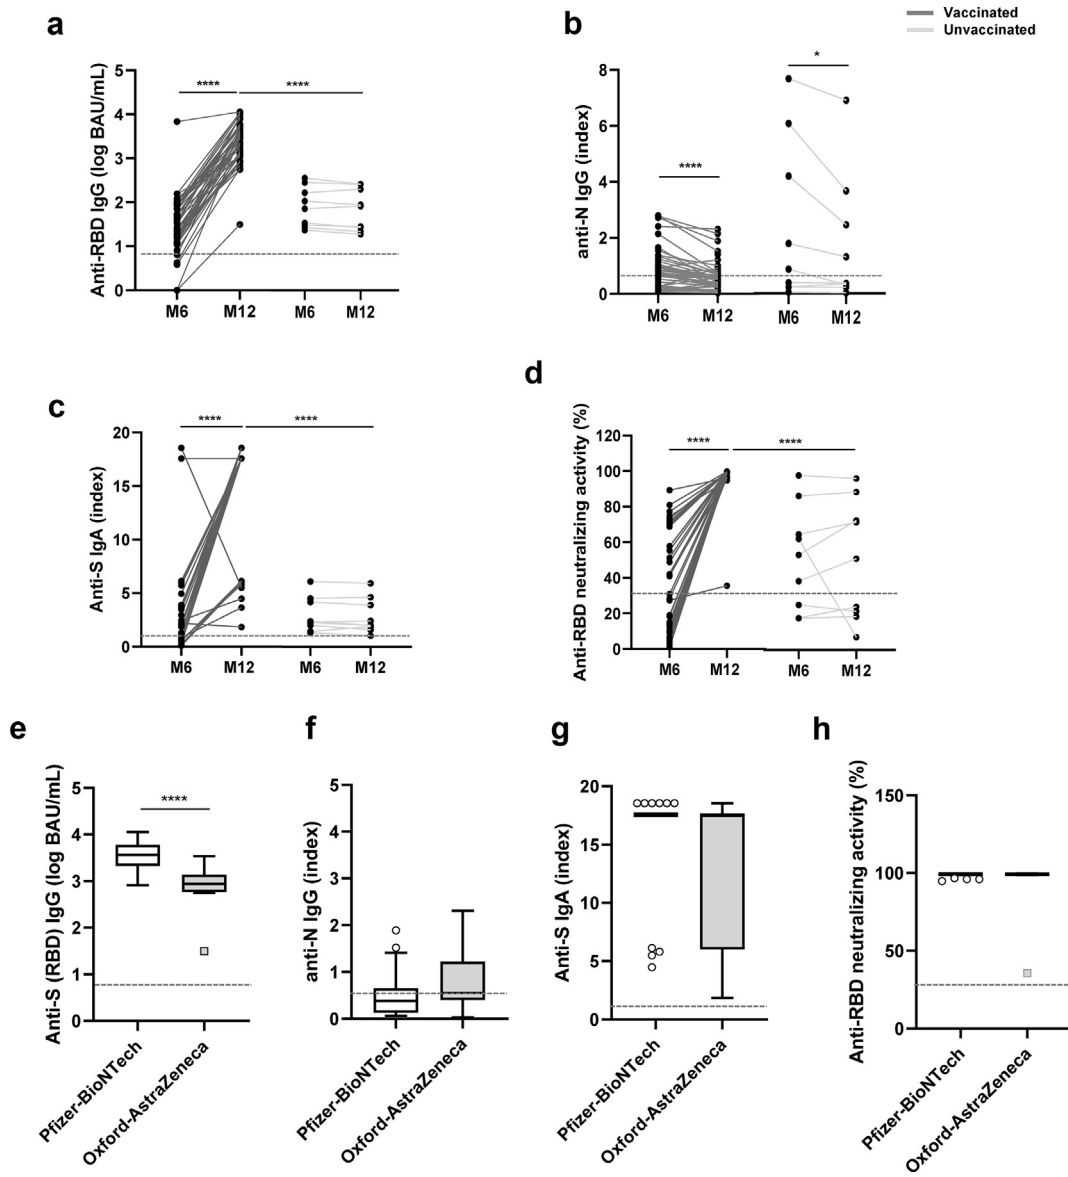 Vaccinated
Unvaccinated
a
Anti-RBD IgG (log BAU/mL)
5
4
3
2
1
0
****
****
M6
M12
M6
M12
b
anti-N IgG (index)
8
6
4
2
0
****
*
M6
M12
M6
M12
c
Anti-S IgA (index)
20
15
10
5
0
****
****
M6
M12
M6
M12
d
Anti-RBD neutralizing activity (%)
120
100
80
60
40
20
0
****
****
M6
M12
M6
M12
e
Anti-S (RBD) IgG (log BAU/mL)
5
4
3
2
1
0
****
Pfizer-BioNTech
Oxford-AstraZeneca
f
anti-N IgG (index)
5
4
3
2
1
0
Pfizer-BioNTech
Oxford-AstraZeneca
g
Anti-S IgA (index)
20
15
10
5
0
Pfizer-BioNTech
Oxford-AstraZeneca
h
Anti-RBD neutralizing activity (%)
150
100
50
0
Pfizer-BioNTech
Oxford-AstraZeneca